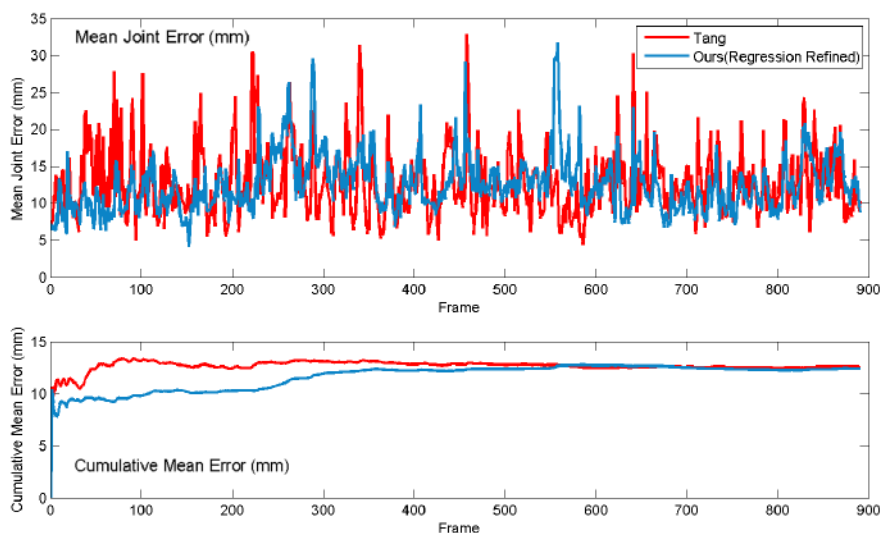 Mean Joint Error (mm)
Tang
Ours(Regression Refined)
Mean Joint Error (mm)
35
30
25
20
15
10
5
0
0 100 200 300 400 500 600 700 800 900
Frame
Cumulative Mean Error (mm)
15
10
5
0
Cumulative Mean Error (mm)
0 100 200 300 400 500 600 700 800 900
Frame